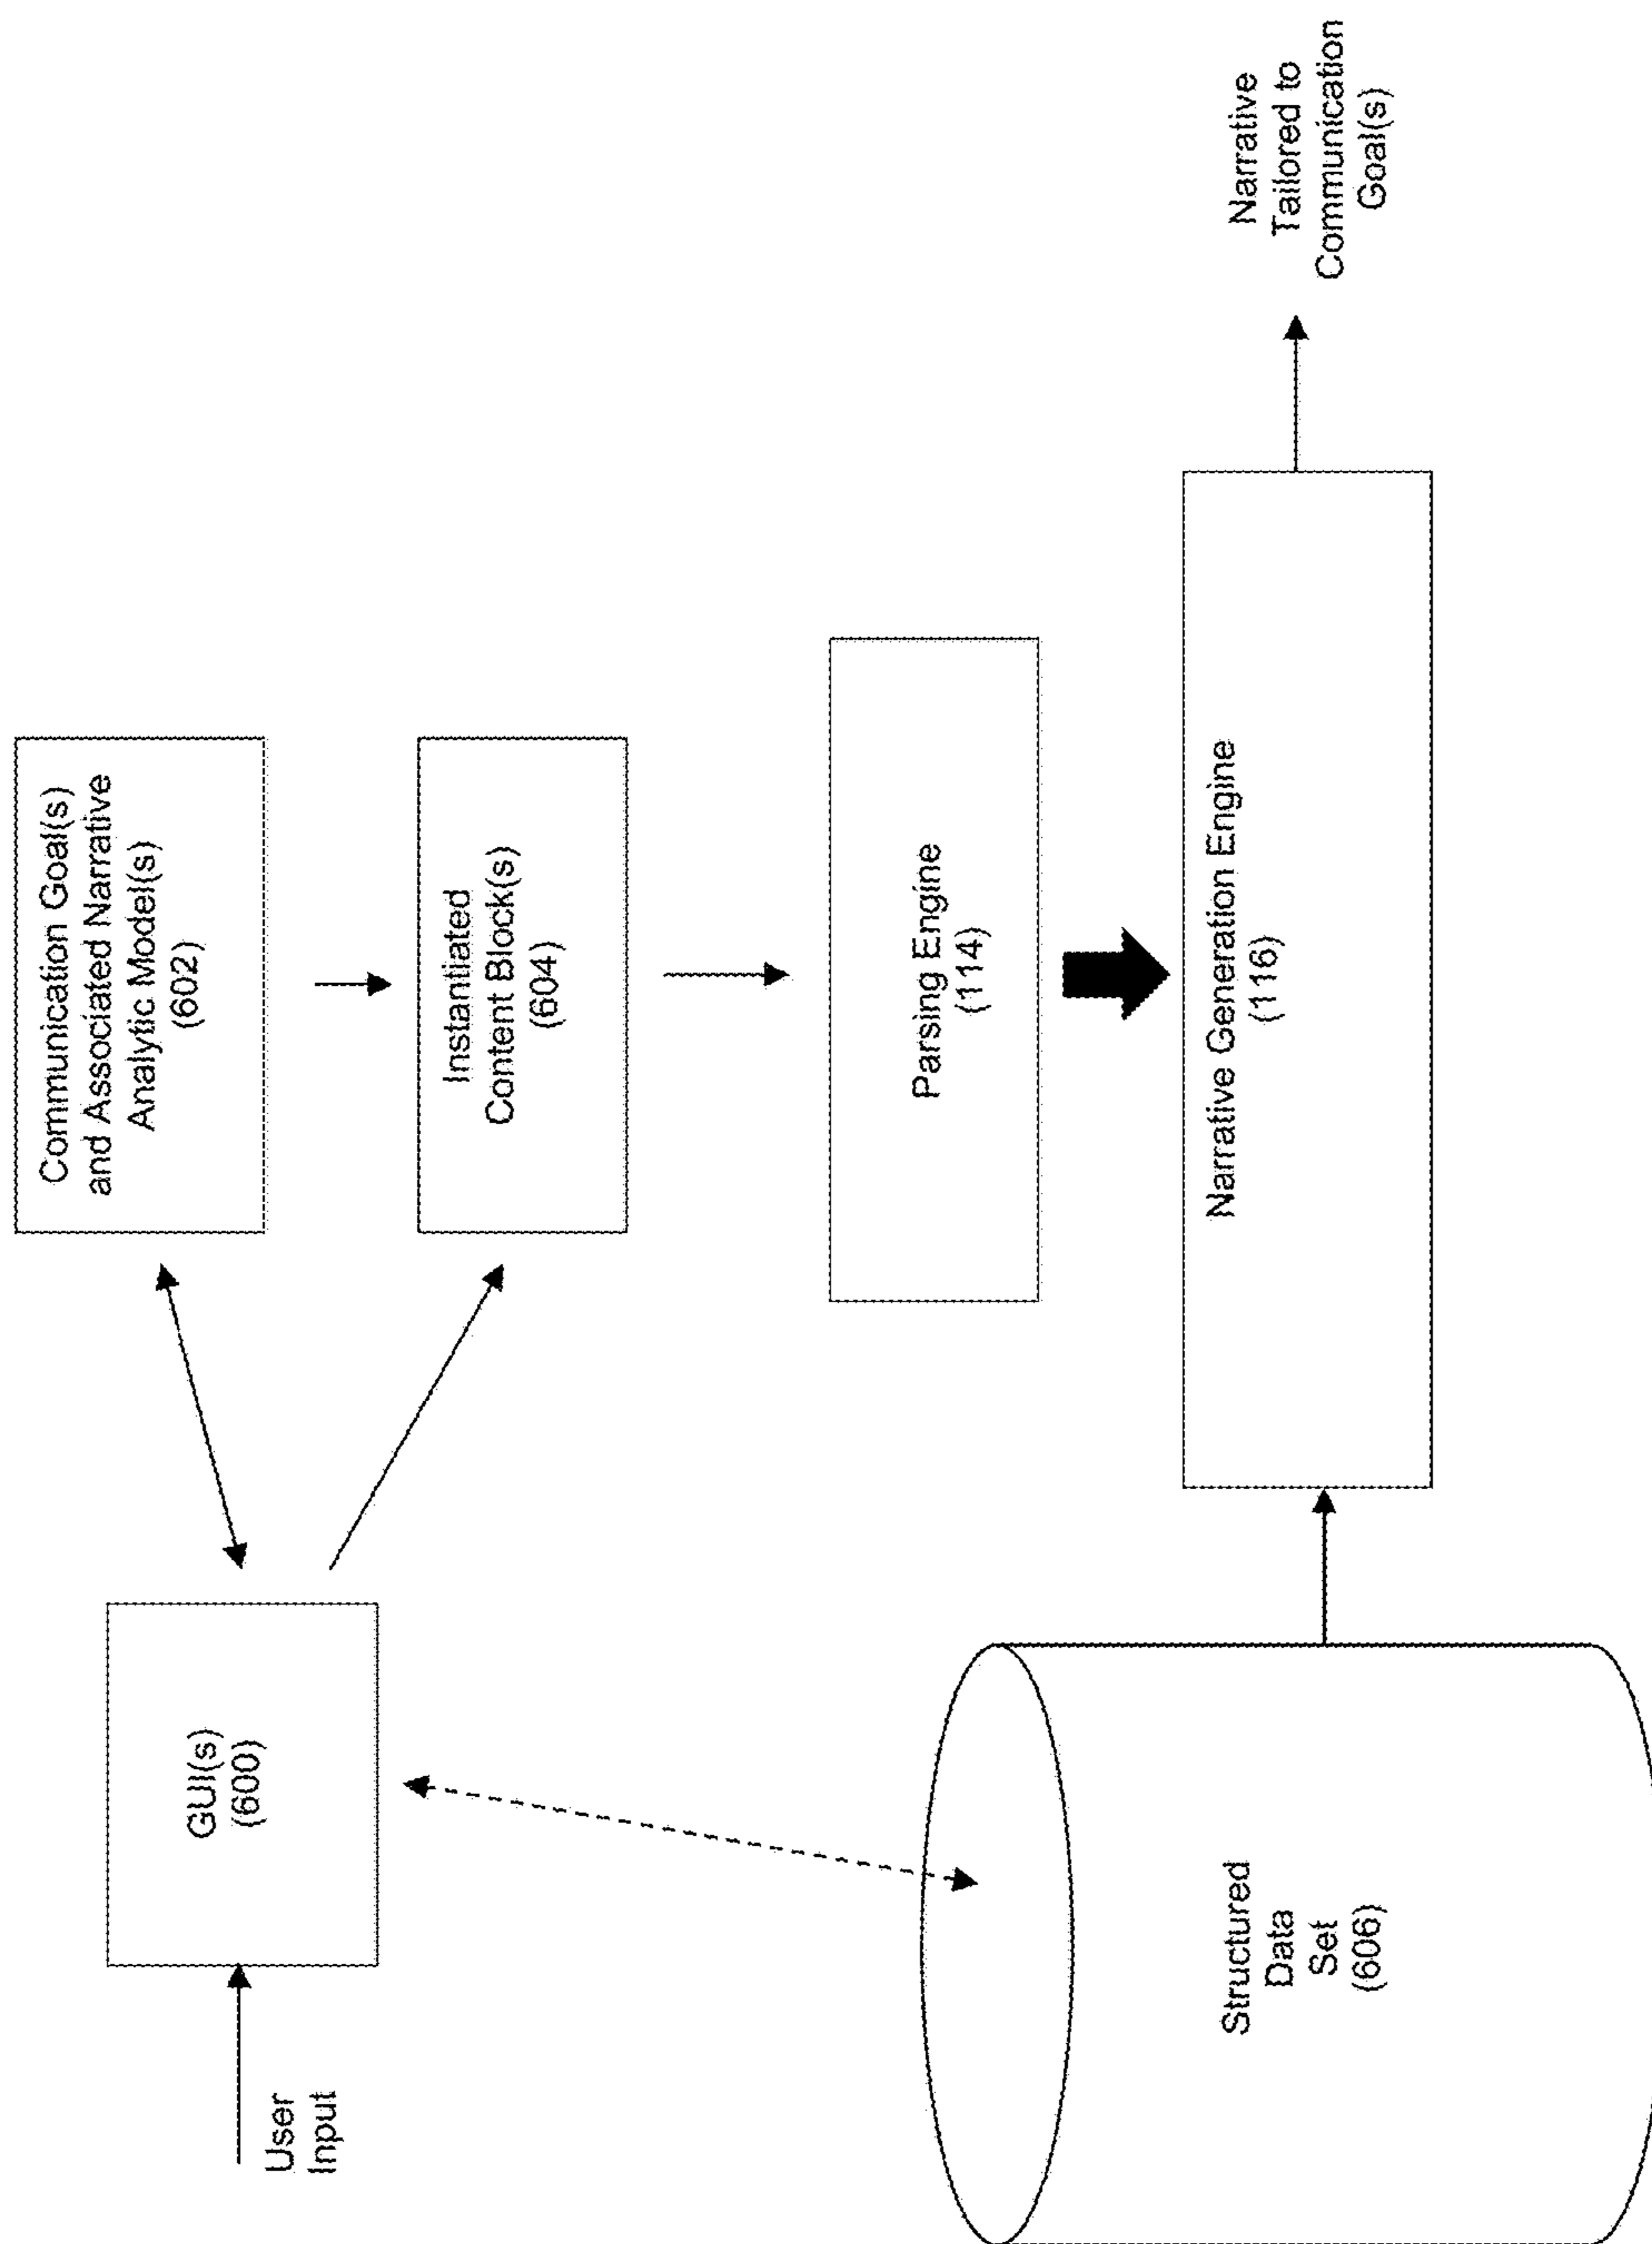 User
Input
GUI(s)
(600)
Communication Goal(s)
and Associated Narrative
Analytic Model(s)
(602)
Instantiated
Content Block(s)
(604)
Parsing Engine
(114)
Structured
Data
Set
(606)
Narrative Generation Engine
(116)
Narrative
Tailored to
Communication
Goal(s)